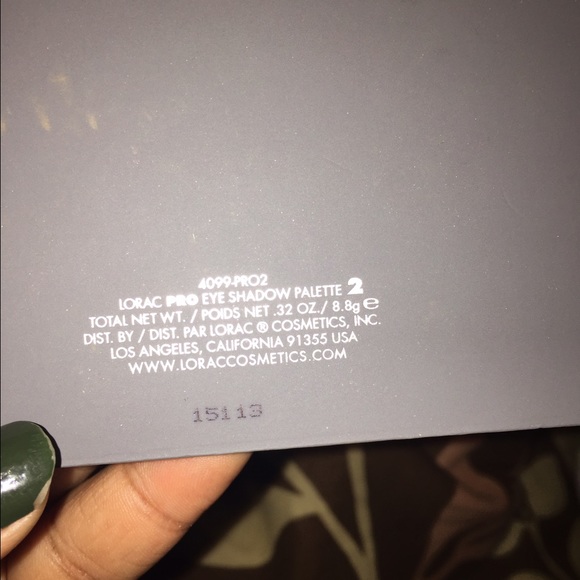 4099-PRO2
LORAC PRO EYE SHADOW PALETTE 2
TOTAL NET WT. / POIDS NET .32 OZ./ 8.8g ℮
DIST. BY / DIST. PAR LORAC ® COSMETICS, INC.
LOS ANGELES, CALIFORNIA 91355 USA
WWW.LORACCOSMETICS.COM
15113